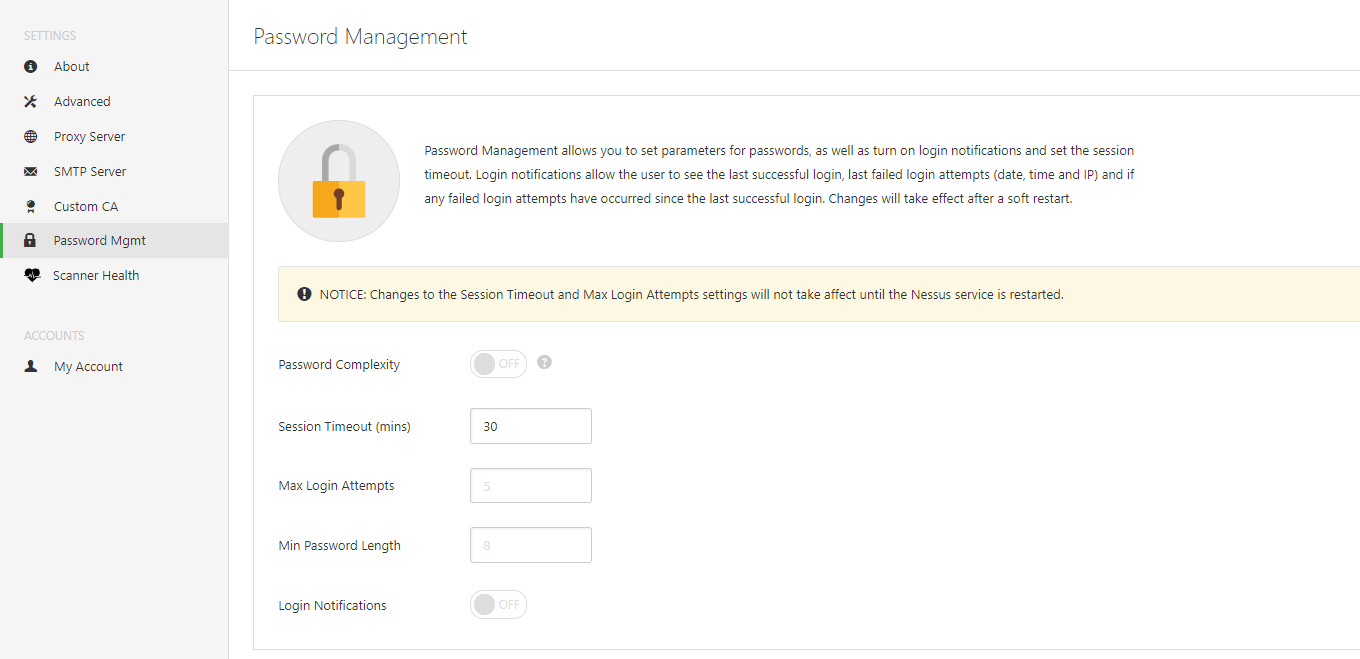 SETTINGS
About
Advanced
Proxy Server
SMTP Server
Custom CA
Password Mgmt
Scanner Health
ACCOUNTS
My Account
Password Management
Password Management allows you to set parameters for passwords, as well as turn on login notifications and set the session
timeout. Login notifications allow the user to see the last successful login, last failed login attempts (date, time and IP) and if
any failed login attempts have occurred since the last successful login. Changes will take effect after a soft restart.
NOTICE: Changes to the Session Timeout and Max Login Attempts settings will not take affect until the Nessus service is restarted.
Password Complexity OFF ?
Session Timeout (mins) 30
Max Login Attempts 5
Min Password Length 8
Login Notifications OFF